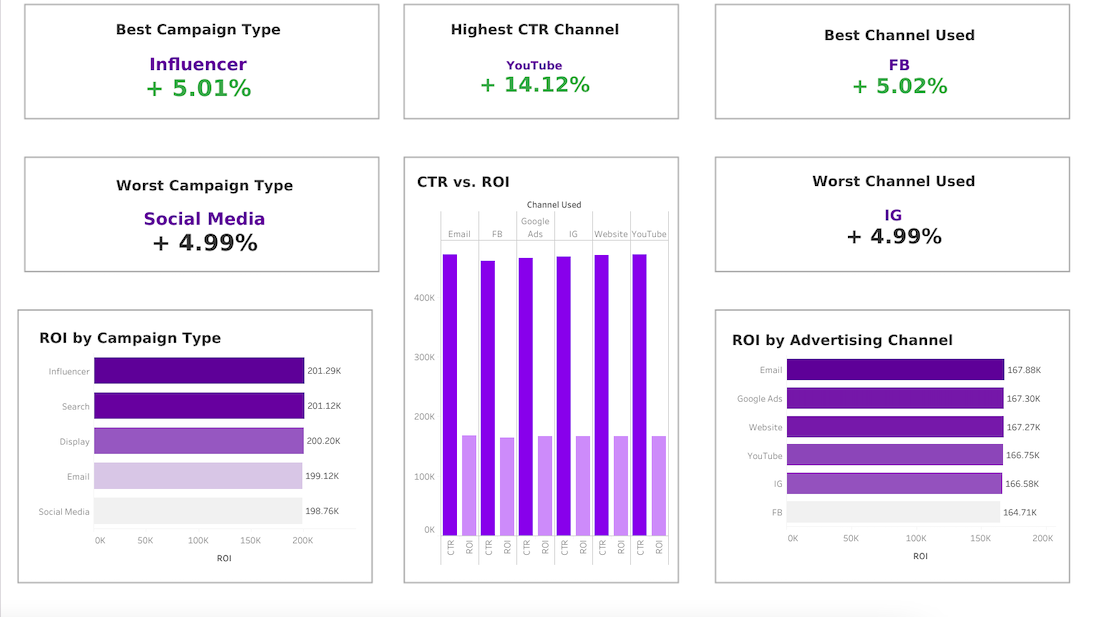 Best Campaign Type
Influencer
+ 5.01%
Highest CTR Channel
YouTube
+ 14.12%
Best Channel Used
FB
+ 5.02%
Worst Campaign Type
Social Media
+ 4.99%
CTR vs. ROI
Channel Used
Email FB Google Ads IG Website YouTube
400K
300K
200K
100K
0K
CTR ROI CTR ROI CTR ROI CTR ROI CTR ROI CTR ROI
Worst Channel Used
IG
+ 4.99%
ROI by Campaign Type
Influencer 201.29K
Search 201.12K
Display 200.20K
Email 199.12K
Social Media 198.76K
0K 50K 100K 150K 200K
ROI
ROI by Advertising Channel
Email 167.88K
Google Ads 167.30K
Website 167.27K
YouTube 166.75K
IG 166.58K
FB 164.71K
0K 50K 100K 150K 200K
ROI